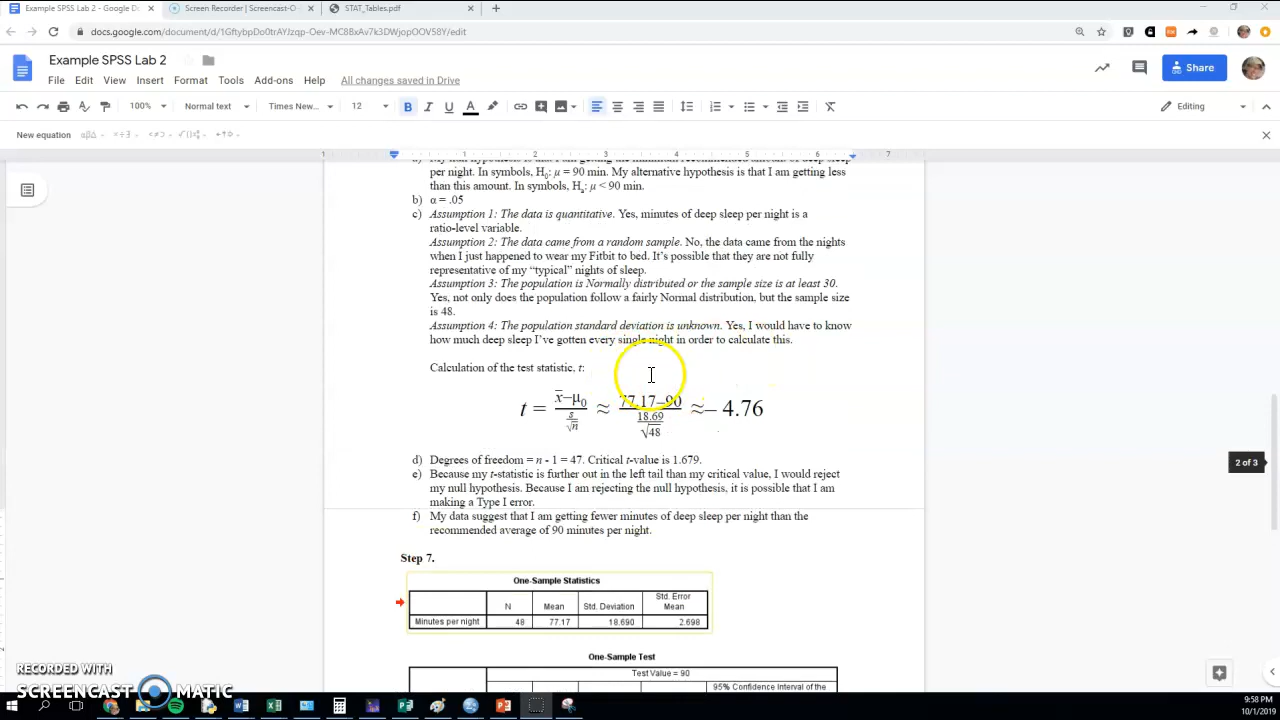 Example SPSS Lab 2 - Google D
Screen Recorder | Screencast-O
STAT_Tables.pdf
docs.google.com/document/d/1GftybpDo0trAYJzqp-Oev-MC8BxAv7k3DWjopOOV58Y/edit
Example SPSS Lab 2
File Edit View Insert Format Tools Add-ons Help All changes saved in Drive
Share
100% Normal text Times New... 12 Editing
New equation
per night. In symbols, H0: μ = 90 min. My alternative hypothesis is that I am getting less
than this amount. In symbols, Ha: μ < 90 min.
b) α = .05
c) Assumption 1: The data is quantitative. Yes, minutes of deep sleep per night is a
ratio-level variable.
Assumption 2: The data came from a random sample. No, the data came from the nights
when I just happened to wear my Fitbit to bed. It's possible that they are not fully
representative of my “typical” nights of sleep.
Assumption 3: The population is Normally distributed or the sample size is at least 30.
Yes, not only does the population follow a fairly Normal distribution, but the sample size
is 48.
Assumption 4: The population standard deviation is unknown. Yes, I would have to know
how much deep sleep I've gotten every single night in order to calculate this.
Calculation of the test statistic, t:
t = x̄–μ0 / s/√n ≈ 77.17–90 / 18.69/√48 ≈– 4.76
d) Degrees of freedom = n - 1 = 47. Critical t-value is 1.679.
e) Because my t-statistic is further out in the left tail than my critical value, I would reject
my null hypothesis. Because I am rejecting the null hypothesis, it is possible that I am
making a Type I error.
f) My data suggest that I am getting fewer minutes of deep sleep per night than the
recommended average of 90 minutes per night.
2 of 3
Step 7.
One-Sample Statistics
N Mean Std. Deviation Std. Error Mean
Minutes per night 48 77.17 18.690 2.698
One-Sample Test
Test Value = 90
95% Confidence Interval of the
RECORDED WITH
SCREENCAST MATIC
9:58 PM
10/1/2019